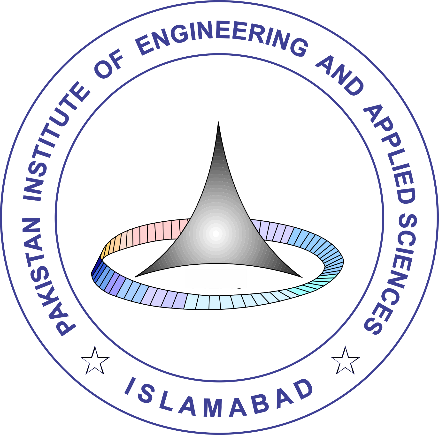 PAKISTAN INSTITUTE OF ENGINEERING AND APPLIED SCIENCES
ISLAMABAD